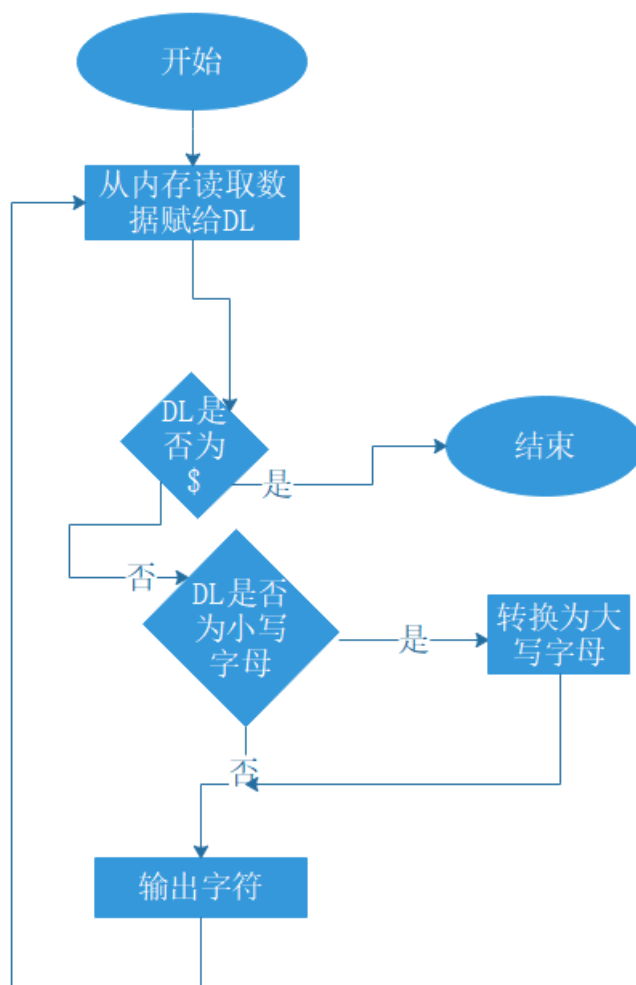 开始
从内存读取数
据赋给DL
DL是
否为
$
是
结束
否
DL是否
为小写
字母
是
转换为大
写字母
否
输出字符